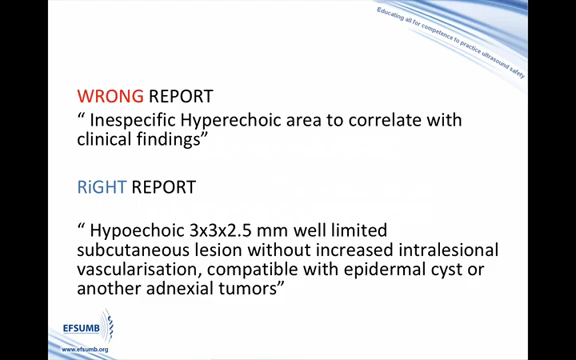 Educating all for competence to practice ultrasound safety
WRONG REPORT
“ Inespecific Hyperechoic area to correlate with
clinical findings”
RiGHT REPORT
“ Hypoechoic 3x3x2.5 mm well limited
subcutaneous lesion without increased intralesional
vascularisation, compatible with epidermal cyst or
another adnexial tumors”
EFSUMB
www.efsumb.org